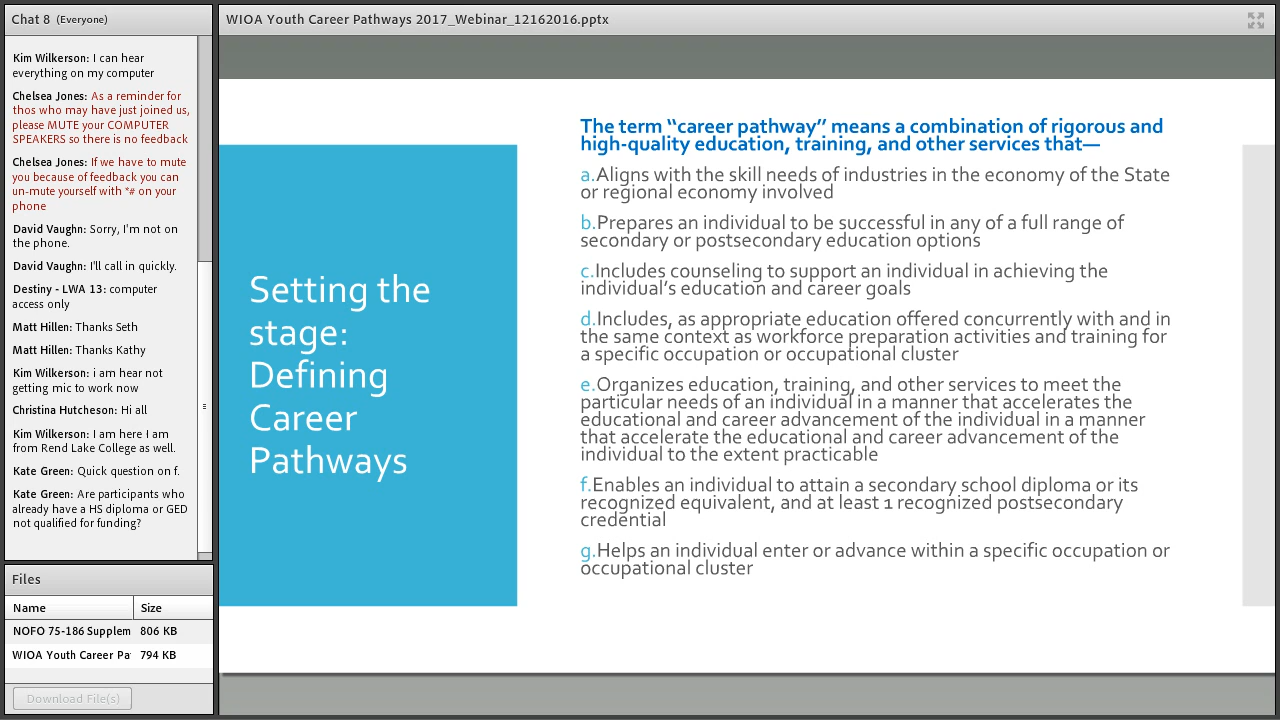 Chat 8 (Everyone)
Kim Wilkerson: I can hear
everything on my computer
Chelsea Jones: As a reminder for
thos who may have just joined us,
please MUTE your COMPUTER
SPEAKERS so there is no feedback
Chelsea Jones: If we have to mute
you because of feedback you can
un-mute yourself with *# on your
phone
David Vaughn: Sorry, I'm not on
the phone.
David Vaughn: I'll call in quickly.
Destiny - LWA 13: computer
access only
Matt Hillen: Thanks Seth
Matt Hillen: Thanks Kathy
Kim Wilkerson: i am hear not
getting mic to work now
Christina Hutcheson: Hi all
Kim Wilkerson: I am here I am
from Rend Lake College as well.
Kate Green: Quick question on f.
Kate Green: Are participants who
already have a HS diploma or GED
not qualified for funding?
Files
Name Size
NOFO 75-186 Supplem 806 KB
WIOA Youth Career Pa 794 KB
Download File(s)
WIOA Youth Career Pathways 2017_Webinar_12162016.pptx
Setting the
stage:
Defining
Career
Pathways
The term “career pathway” means a combination of rigorous and
high-quality education, training, and other services that—
a.Aligns with the skill needs of industries in the economy of the State
or regional economy involved
b.Prepares an individual to be successful in any of a full range of
secondary or postsecondary education options
c.Includes counseling to support an individual in achieving the
individual’s education and career goals
d.Includes, as appropriate education offered concurrently with and in
the same context as workforce preparation activities and training for
a specific occupation or occupational cluster
e.Organizes education, training, and other services to meet the
particular needs of an individual in a manner that accelerates the
educational and career advancement of the individual in a manner
that accelerate the educational and career advancement of the
individual to the extent practicable
f.Enables an individual to attain a secondary school diploma or its
recognized equivalent, and at least 1 recognized postsecondary
credential
g.Helps an individual enter or advance within a specific occupation or
occupational cluster